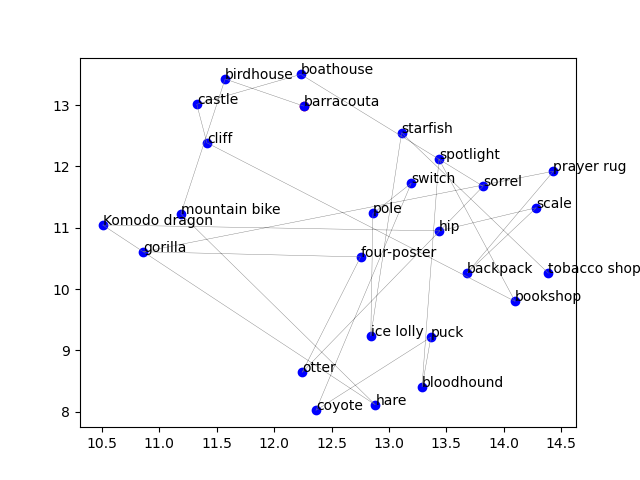 boathouse
birdhouse
castle
barracouta
starfish
cliff
spotlight
prayer rug
switch
sorrel
scale
pole
mountain bike
Komodo dragon
hip
gorilla
four-poster
backpack
tobacco shop
bookshop
ice lolly
puck
otter
bloodhound
coyote
hare
13
12
11
10
9
8
10.5 11.0 11.5 12.0 12.5 13.0 13.5 14.0 14.5